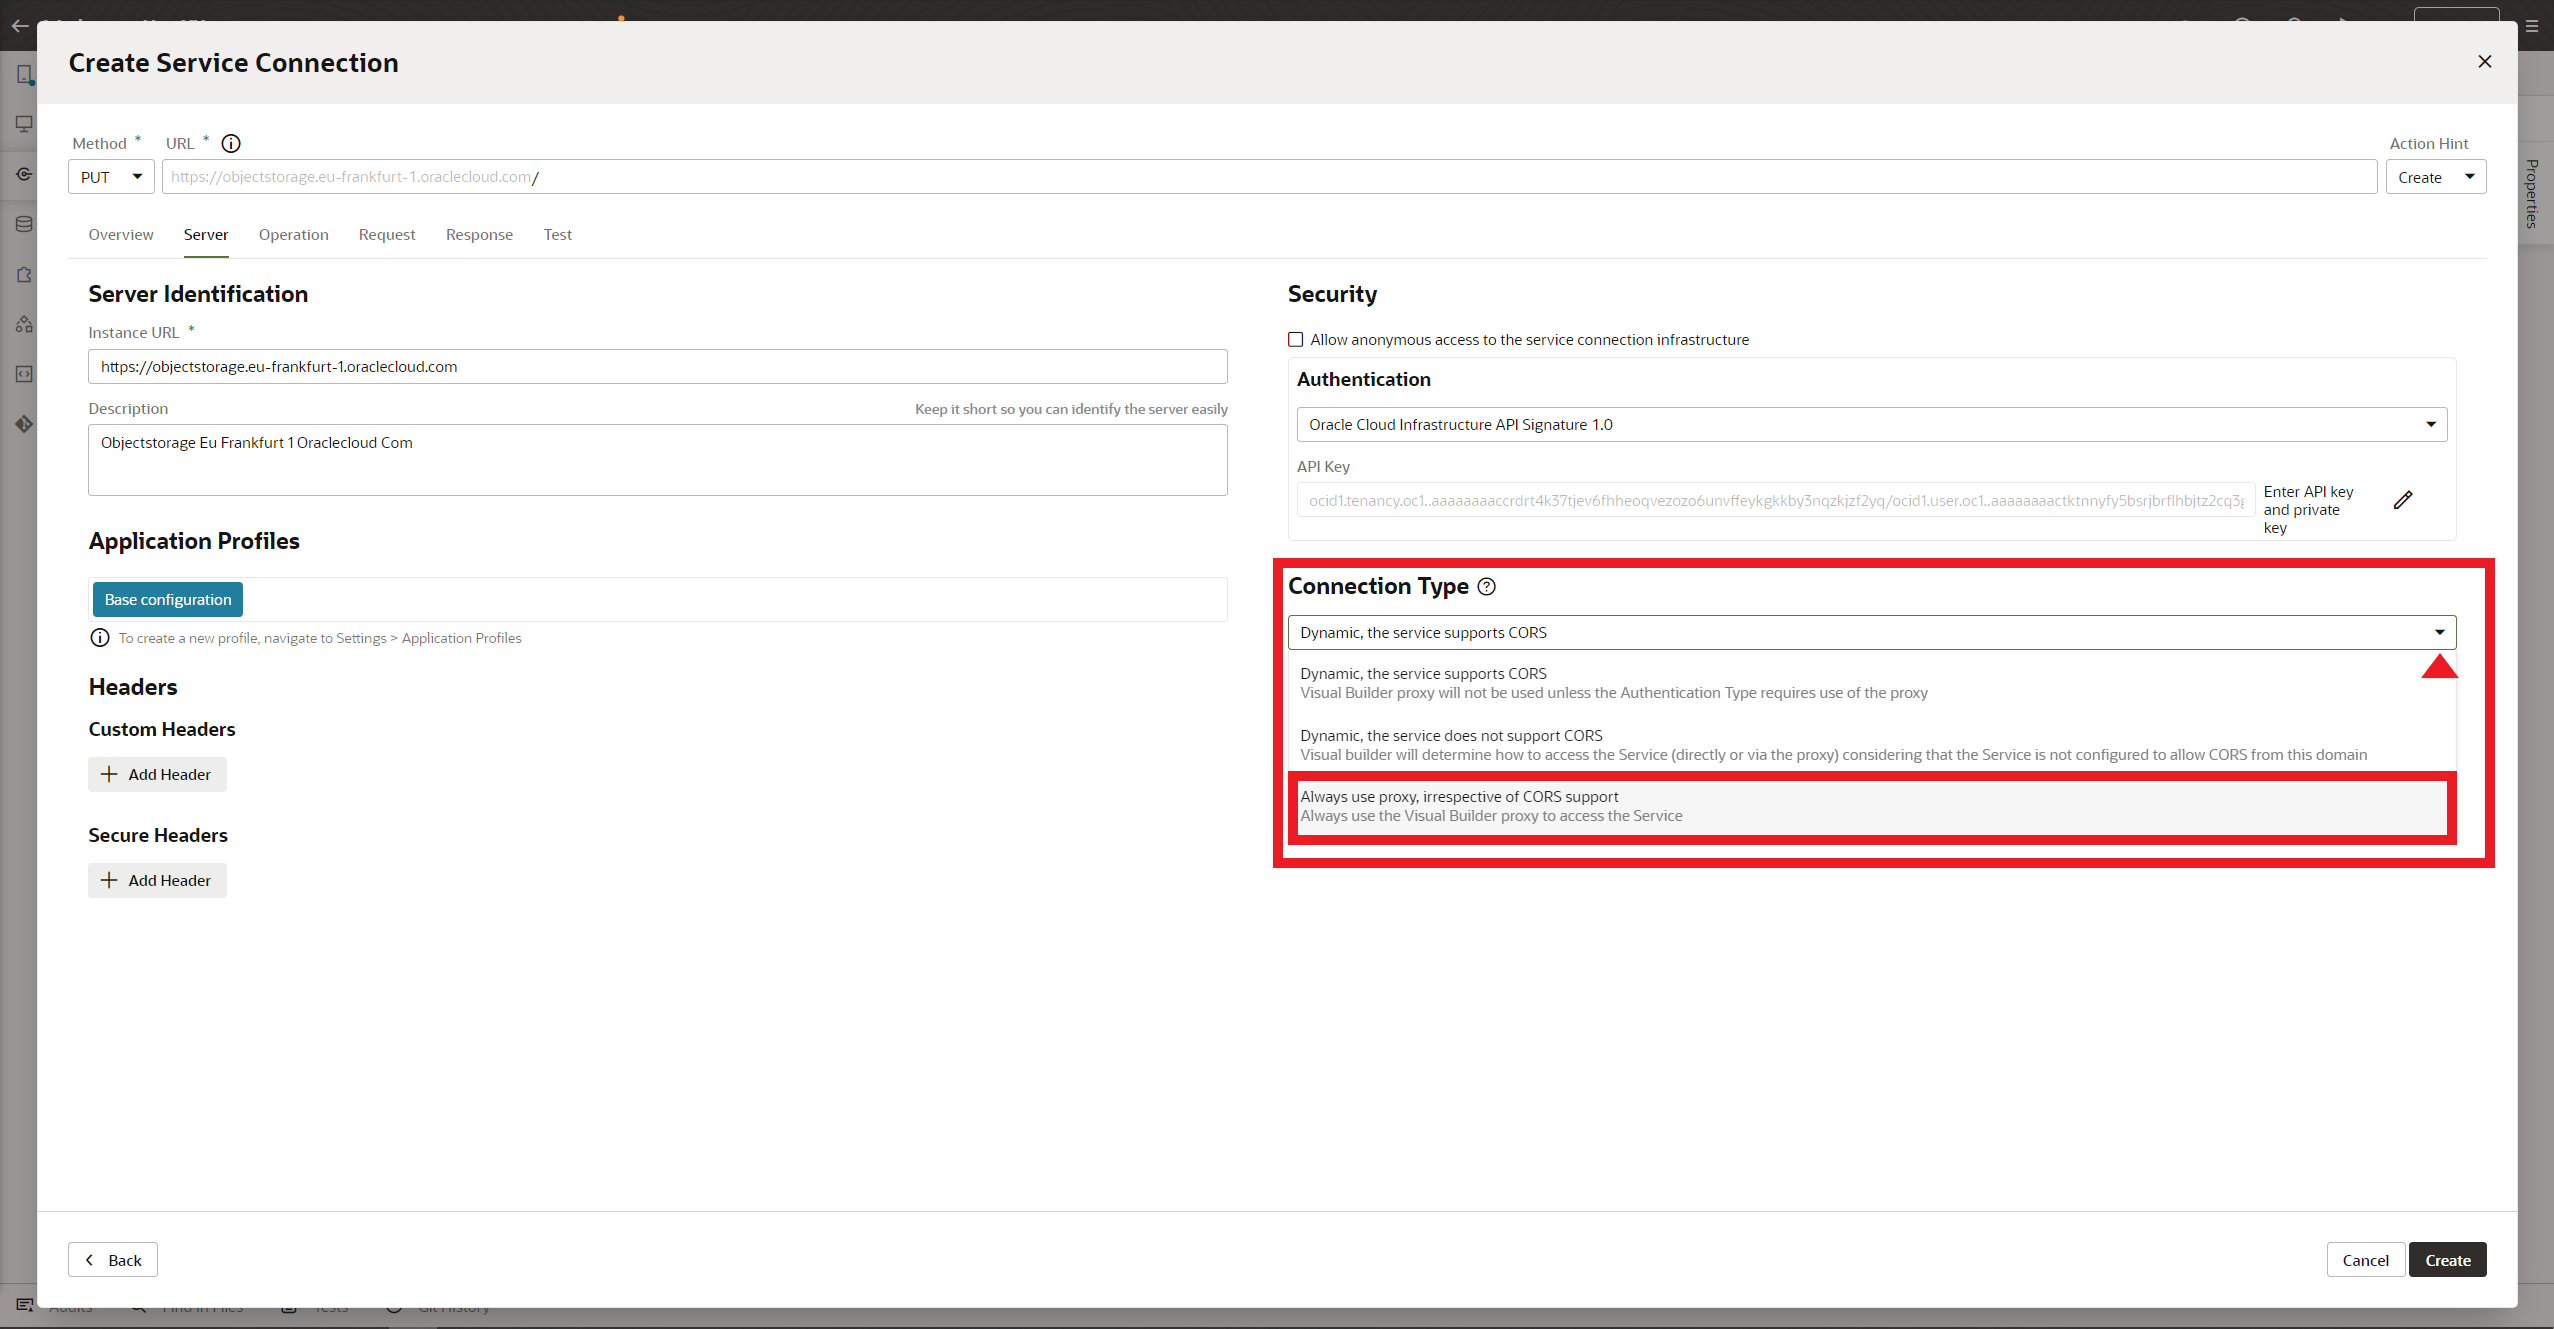 Create Service Connection
Method *
URL *
Action Hint
PUT
https://objectstorage.eu-frankfurt-1.oraclecloud.com/
Create
Properties
Overview
Server
Operation
Request
Response
Test
Server Identification
Instance URL *
https://objectstorage.eu-frankfurt-1.oraclecloud.com
Description
Keep it short so you can identify the server easily
Objectstorage Eu Frankfurt 1 Oraclecloud Com
Application Profiles
Base configuration
To create a new profile, navigate to Settings > Application Profiles
Headers
Custom Headers
Add Header
Secure Headers
Add Header
Security
Allow anonymous access to the service connection infrastructure
Authentication
Oracle Cloud Infrastructure API Signature 1.0
API Key
Enter API key
and private
key
Connection Type
Dynamic, the service supports CORS
Dynamic, the service supports CORS
Visual Builder proxy will not be used unless the Authentication Type requires use of the proxy
Dynamic, the service does not support CORS
Visual builder will determine how to access the Service (directly or via the proxy) considering that the Service is not configured to allow CORS from this domain
Always use proxy, irrespective of CORS support
Always use the Visual Builder proxy to access the Service
Back
Cancel
Create
Audits
Find in Files
Tests
Git History